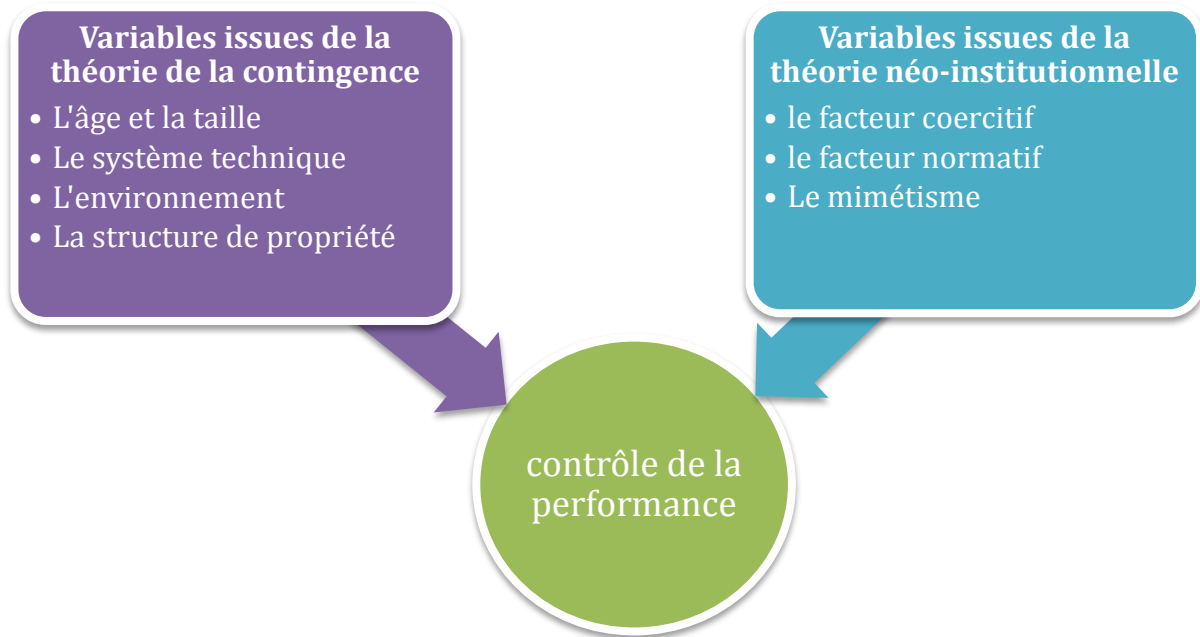 Variables issues de la
théorie de la contingence
• L'âge et la taille
• Le système technique
• L'environnement
• La structure de propriété
Variables issues de la
théorie néo-institutionnelle
• le facteur coercitif
• le facteur normatif
• Le mimétisme
contrôle de la
performance